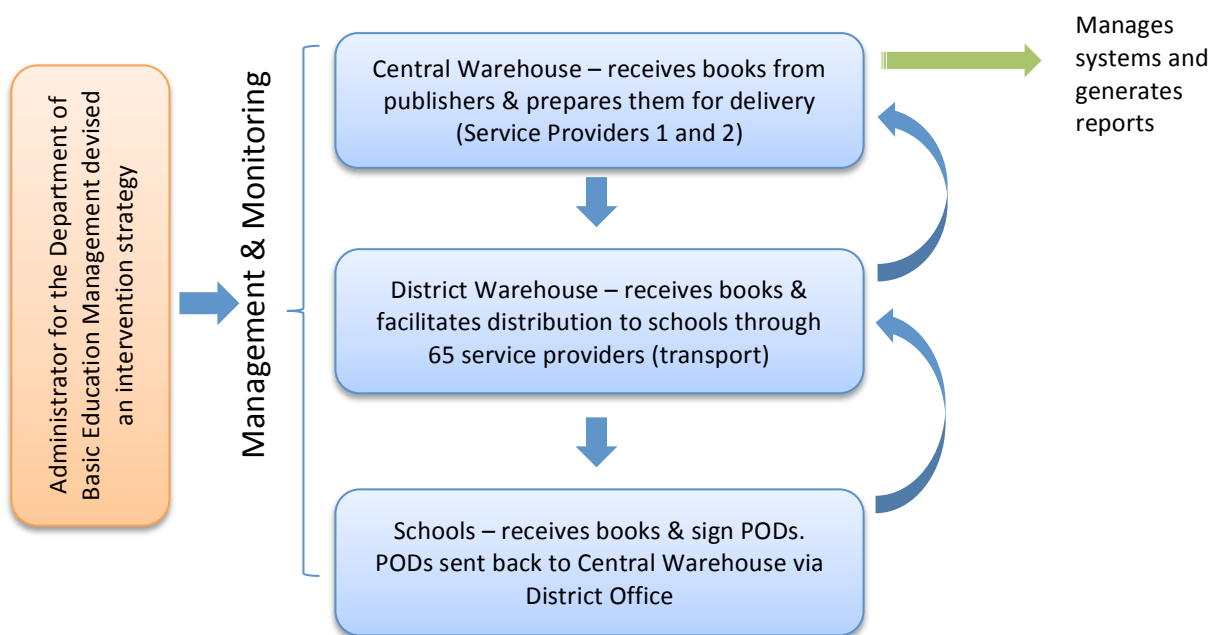 Administrator for the Department of
Basic Education Management devised
an intervention strategy
Management & Monitoring
Central Warehouse – receives books from
publishers & prepares them for delivery
(Service Providers 1 and 2)
Manages
systems and
generates
reports
District Warehouse – receives books &
facilitates distribution to schools through
65 service providers (transport)
Schools – receives books & sign PODs.
PODs sent back to Central Warehouse via
District Office